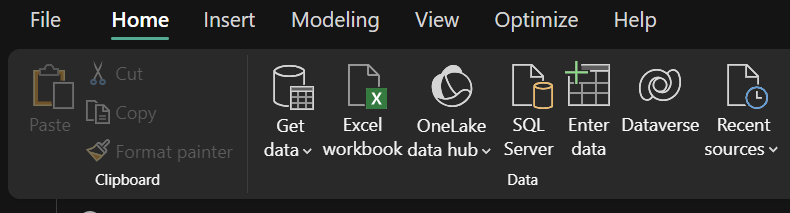 File Home Insert Modeling View Optimize Help
Paste
Cut
Copy
Format painter
Clipboard
Get
data
Excel
workbook
OneLake
data hub
SQL
Server
Enter
data
Dataverse
Recent
sources
Data